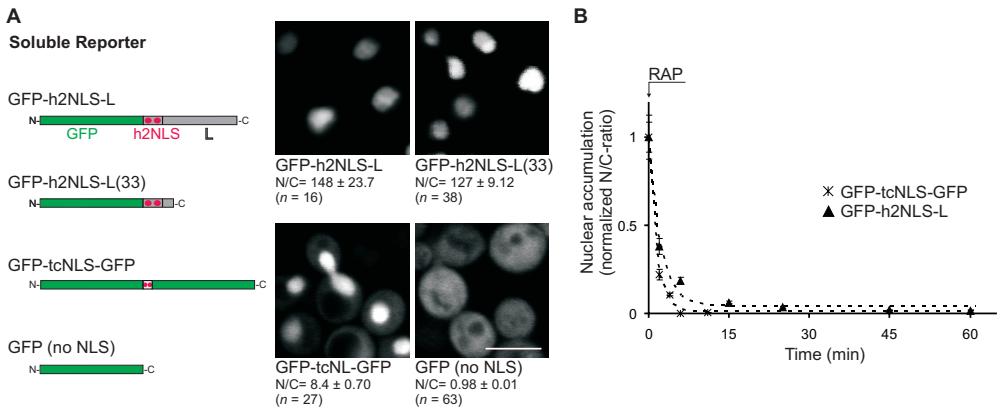 A
Soluble Reporter
GFP-h2NLS-L
N- -C
GFP h2NLS L
GFP-h2NLS-L(33)
N- -C
GFP-tcNLS-GFP
N- -C
GFP (no NLS)
N- -C
GFP-h2NLS-L
N/C= 148 ± 23.7
(n = 16)
GFP-h2NLS-L(33)
N/C= 127 ± 9.12
(n = 38)
GFP-tcNL-GFP
N/C= 8.4 ± 0.70
(n = 27)
GFP (no NLS)
N/C= 0.98 ± 0.01
(n = 63)
B
RAP
Nuclear accumulation
(normalized N/C-ratio)
1
0.5
0
GFP-tcNLS-GFP
GFP-h2NLS-L
0 15 30 45 60
Time (min)